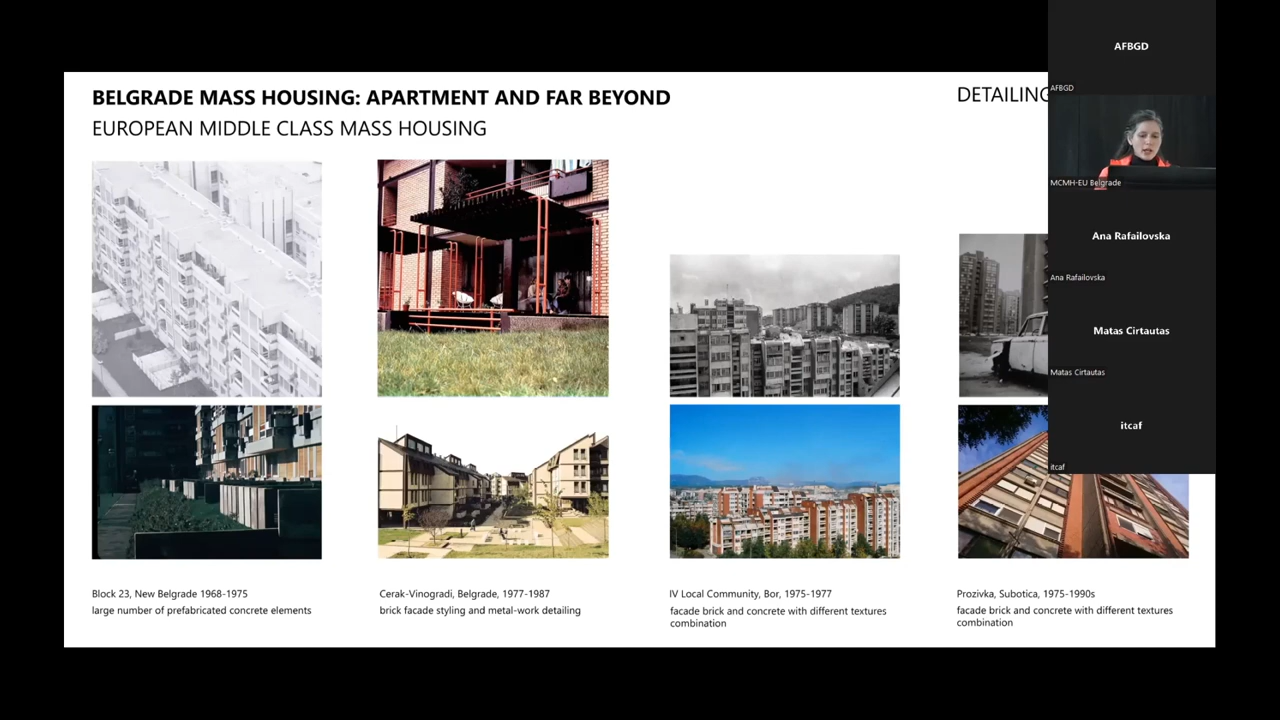 BELGRADE MASS HOUSING: APARTMENT AND FAR BEYOND
EUROPEAN MIDDLE CLASS MASS HOUSING
DETAILING
AFBGD
AFBGD
MCMH-EU Belgrade
Ana Rafailovska
Ana Rafailovska
Matas Cirtautas
Matas Cirtautas
itcaf
itcaf
Block 23, New Belgrade 1968-1975
large number of prefabricated concrete elements
Cerak-Vinogradi, Belgrade, 1977-1987
brick facade styling and metal-work detailing
IV Local Community, Bor, 1975-1977
facade brick and concrete with different textures
combination
Prozivka, Subotica, 1975-1990s
facade brick and concrete with different textures
combination